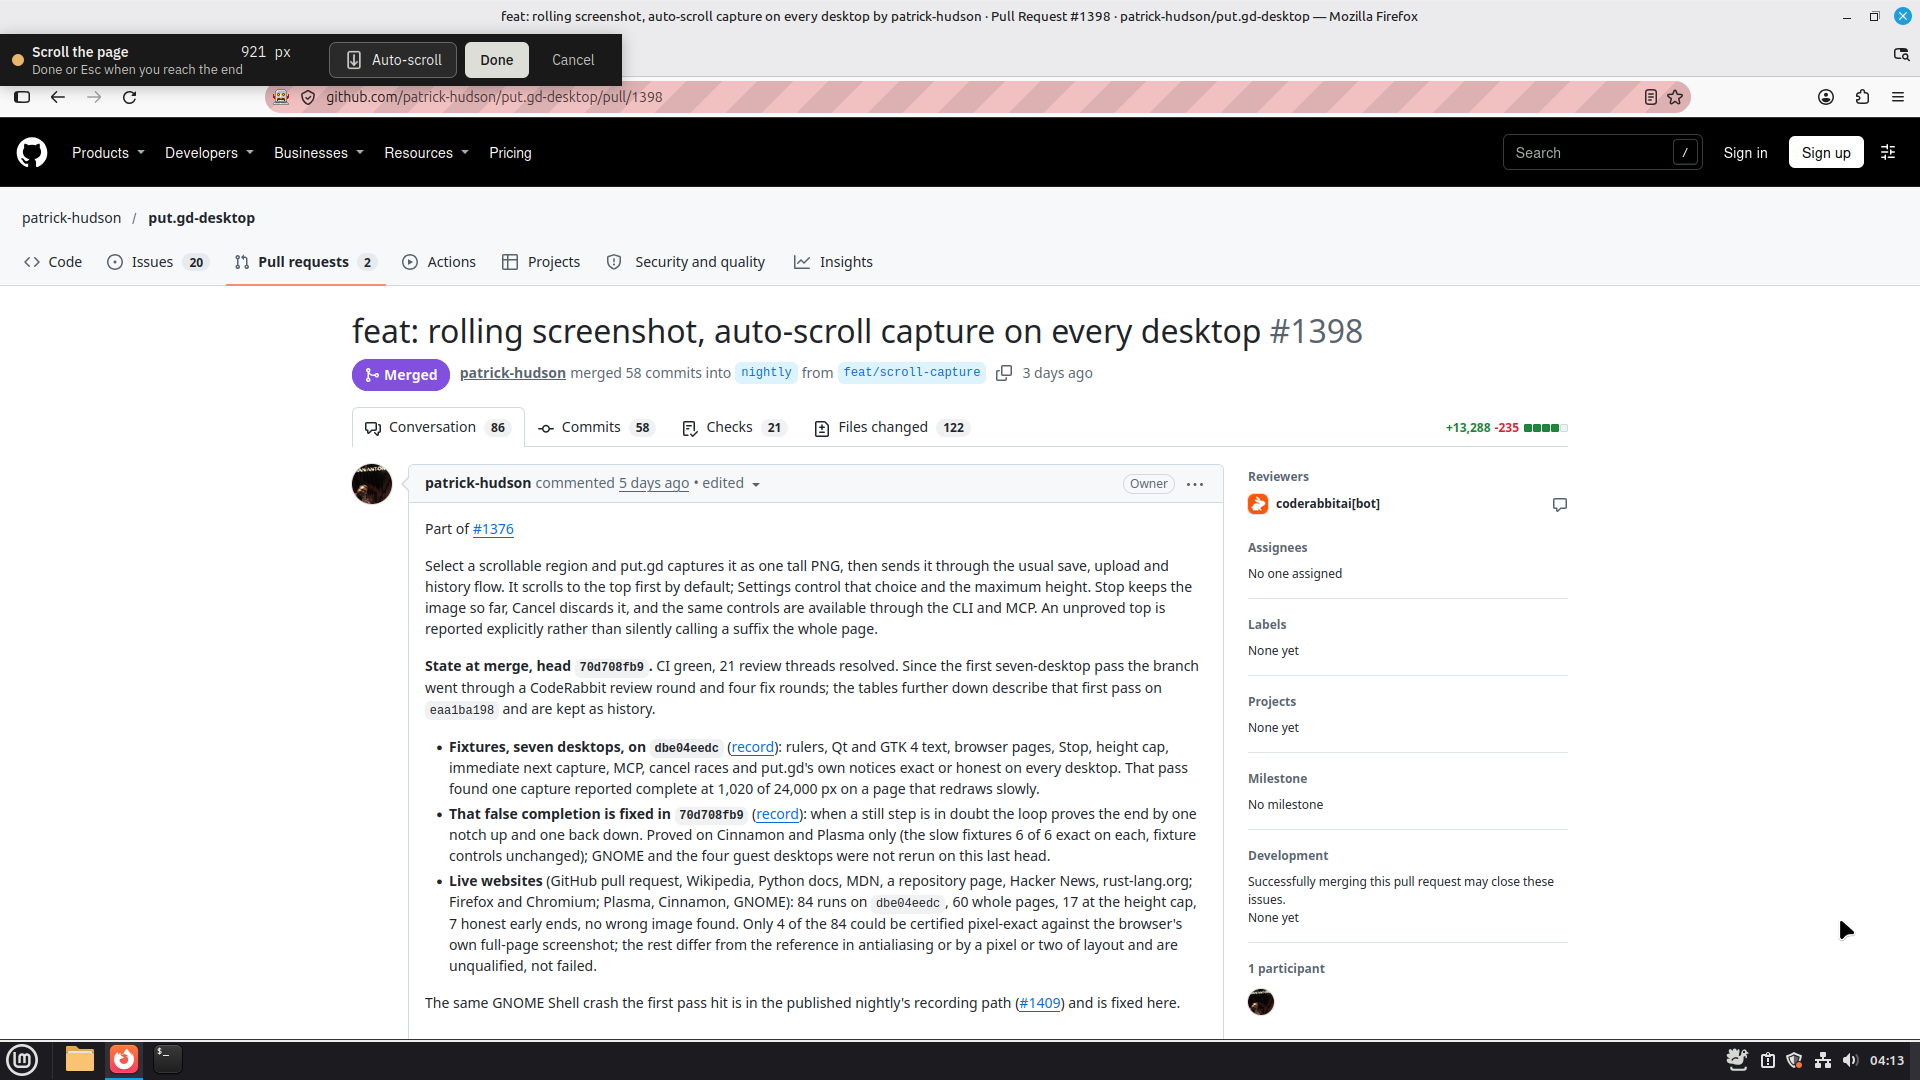 feat: rolling screenshot, auto-scroll capture on every desktop by patrick-hudson · Pull Request #1398 · patrick-hudson/put.gd-desktop — Mozilla Firefox
Scroll the page
Done or Esc when you reach the end
921 px
Auto-scroll
Done
Cancel
github.com/patrick-hudson/put.gd-desktop/pull/1398
Products
Developers
Businesses
Resources
Pricing
Search
/
Sign in
Sign up
patrick-hudson / put.gd-desktop
Code
Issues 20
Pull requests 2
Actions
Projects
Security and quality
Insights
feat: rolling screenshot, auto-scroll capture on every desktop #1398
Merged
patrick-hudson merged 58 commits into nightly from feat/scroll-capture 3 days ago
Conversation 86
Commits 58
Checks 21
Files changed 122
+13,288 -235
patrick-hudson commented 5 days ago • edited
Owner
Part of #1376
Select a scrollable region and put.gd captures it as one tall PNG, then sends it through the usual save, upload and
history flow. It scrolls to the top first by default; Settings control that choice and the maximum height. Stop keeps the
image so far, Cancel discards it, and the same controls are available through the CLI and MCP. An unproved top is
reported explicitly rather than silently calling a suffix the whole page.
State at merge, head 70d708fb9. CI green, 21 review threads resolved. Since the first seven-desktop pass the branch
went through a CodeRabbit review round and four fix rounds; the tables further down describe that first pass on
eaa1ba198 and are kept as history.
• Fixtures, seven desktops, on dbe04eedc (record): rulers, Qt and GTK 4 text, browser pages, Stop, height cap,
immediate next capture, MCP, cancel races and put.gd's own notices exact or honest on every desktop. That pass
found one capture reported complete at 1,020 of 24,000 px on a page that redraws slowly.
• That false completion is fixed in 70d708fb9 (record): when a still step is in doubt the loop proves the end by one
notch up and one back down. Proved on Cinnamon and Plasma only (the slow fixtures 6 of 6 exact on each, fixture
controls unchanged); GNOME and the four guest desktops were not rerun on this last head.
• Live websites (GitHub pull request, Wikipedia, Python docs, MDN, a repository page, Hacker News, rust-lang.org;
Firefox and Chromium; Plasma, Cinnamon, GNOME): 84 runs on dbe04eedc, 60 whole pages, 17 at the height cap,
7 honest early ends, no wrong image found. Only 4 of the 84 could be certified pixel-exact against the browser's
own full-page screenshot; the rest differ from the reference in antialiasing or by a pixel or two of layout and are
unqualified, not failed.
The same GNOME Shell crash the first pass hit is in the published nightly's recording path (#1409) and is fixed here.
Reviewers
coderabbitai[bot]
Assignees
No one assigned
Labels
None yet
Projects
None yet
Milestone
No milestone
Development
Successfully merging this pull request may close these
issues.
None yet
1 participant
04:13